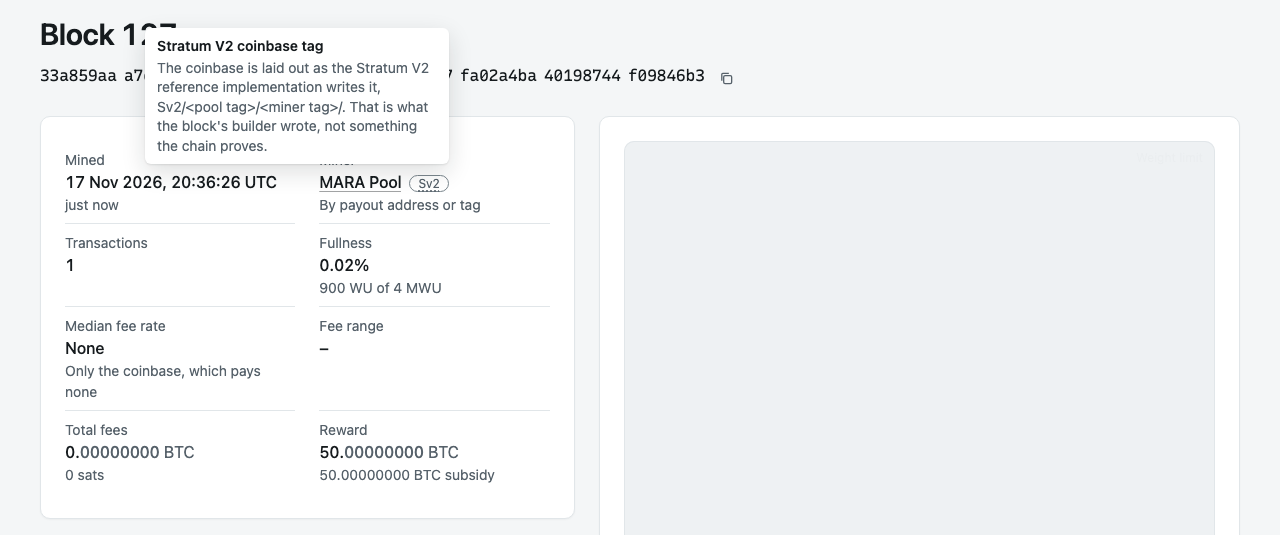 Block 127
Stratum V2 coinbase tag
The coinbase is laid out as the Stratum V2
reference implementation writes it,
Sv2/<pool tag>/<miner tag>/. That is what
the block's builder wrote, not something
the chain proves.
33a859aa fa02a4ba 40198744 f09846b3
Mined
17 Nov 2026, 20:36:26 UTC
just now
Miner
MARA Pool Sv2
By payout address or tag
Transactions
1
Fullness
0.02%
900 WU of 4 MWU
Median fee rate
None
Only the coinbase, which pays
none
Fee range
–
Total fees
0.00000000 BTC
0 sats
Reward
50.00000000 BTC
50.00000000 BTC subsidy